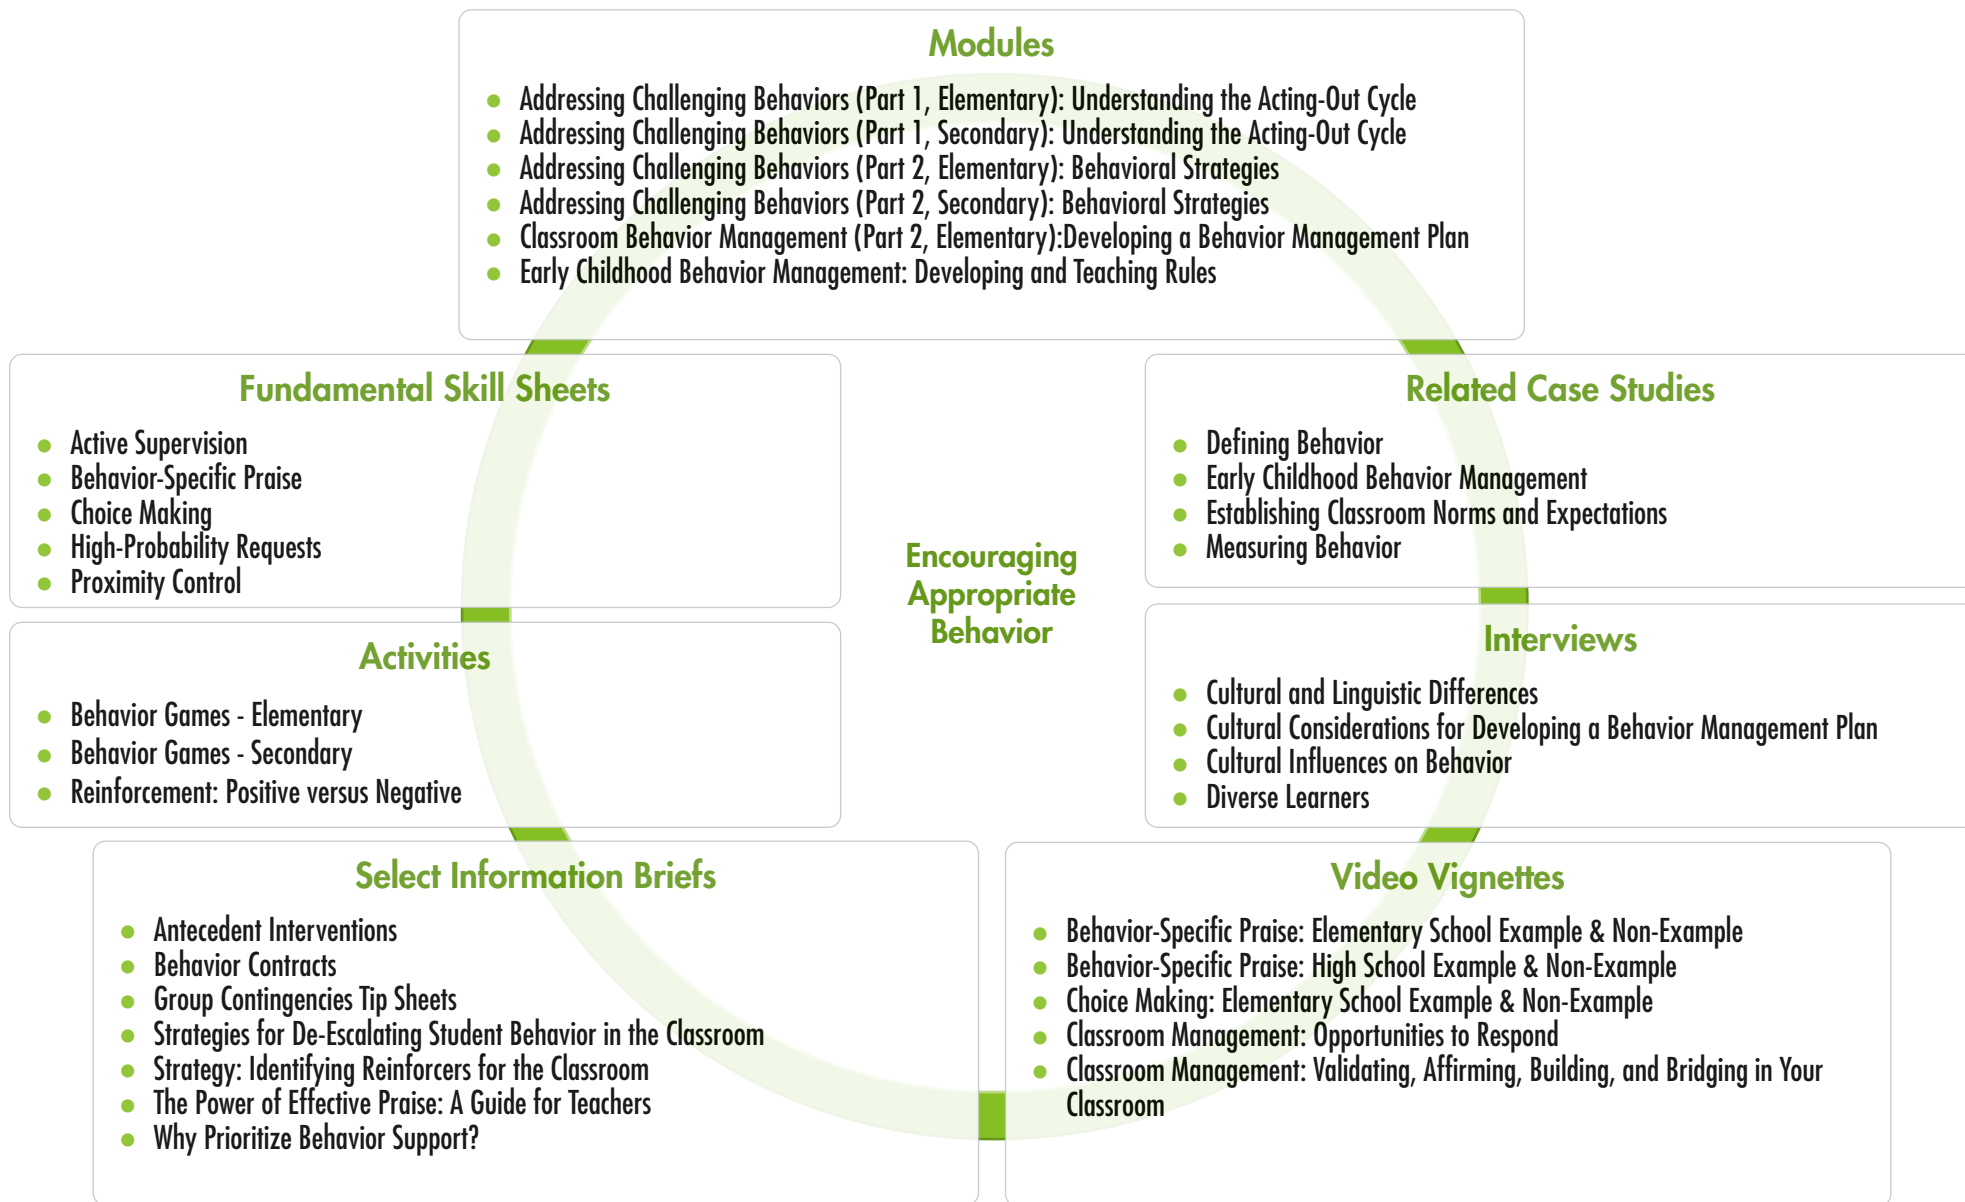 Modules
Addressing Challenging Behaviors (Part 1, Elementary): Understanding the Acting-Out Cycle
Addressing Challenging Behaviors (Part 1, Secondary): Understanding the Acting-Out Cycle
Addressing Challenging Behaviors (Part 2, Elementary): Behavioral Strategies
Addressing Challenging Behaviors (Part 2, Secondary): Behavioral Strategies
Classroom Behavior Management (Part 2, Elementary):Developing a Behavior Management Plan
Early Childhood Behavior Management: Developing and Teaching Rules
Fundamental Skill Sheets
Active Supervision
Behavior-Specific Praise
Choice Making
High-Probability Requests
Proximity Control
Related Case Studies
Defining Behavior
Early Childhood Behavior Management
Establishing Classroom Norms and Expectations
Measuring Behavior
Encouraging
Appropriate
Behavior
Activities
Behavior Games - Elementary
Behavior Games - Secondary
Reinforcement: Positive versus Negative
Interviews
Cultural and Linguistic Differences
Cultural Considerations for Developing a Behavior Management Plan
Cultural Influences on Behavior
Diverse Learners
Select Information Briefs
Antecedent Interventions
Behavior Contracts
Group Contingencies Tip Sheets
Strategies for De-Escalating Student Behavior in the Classroom
Strategy: Identifying Reinforcers for the Classroom
The Power of Effective Praise: A Guide for Teachers
Why Prioritize Behavior Support?
Video Vignettes
Behavior-Specific Praise: Elementary School Example & Non-Example
Behavior-Specific Praise: High School Example & Non-Example
Choice Making: Elementary School Example & Non-Example
Classroom Management: Opportunities to Respond
Classroom Management: Validating, Affirming, Building, and Bridging in Your
Classroom